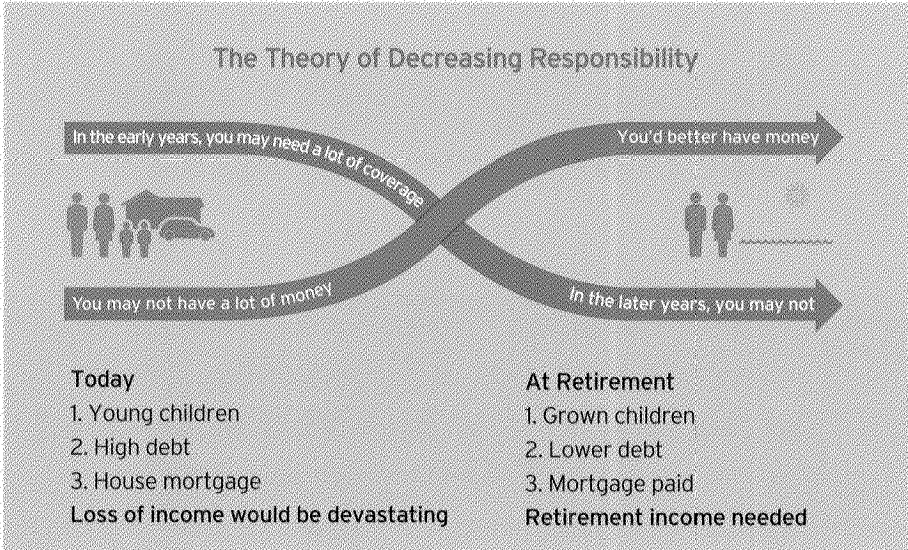 The Theory of Decreasing Responsibility
In the early years, you may need a lot of coverage
You'd better have money
You may not have a lot of money
In the later years, you may not
Today
1. Young children
2. High debt
3. House mortgage
Loss of income would be devastating
At Retirement
1. Grown children
2. Lower debt
3. Mortgage paid
Retirement income needed